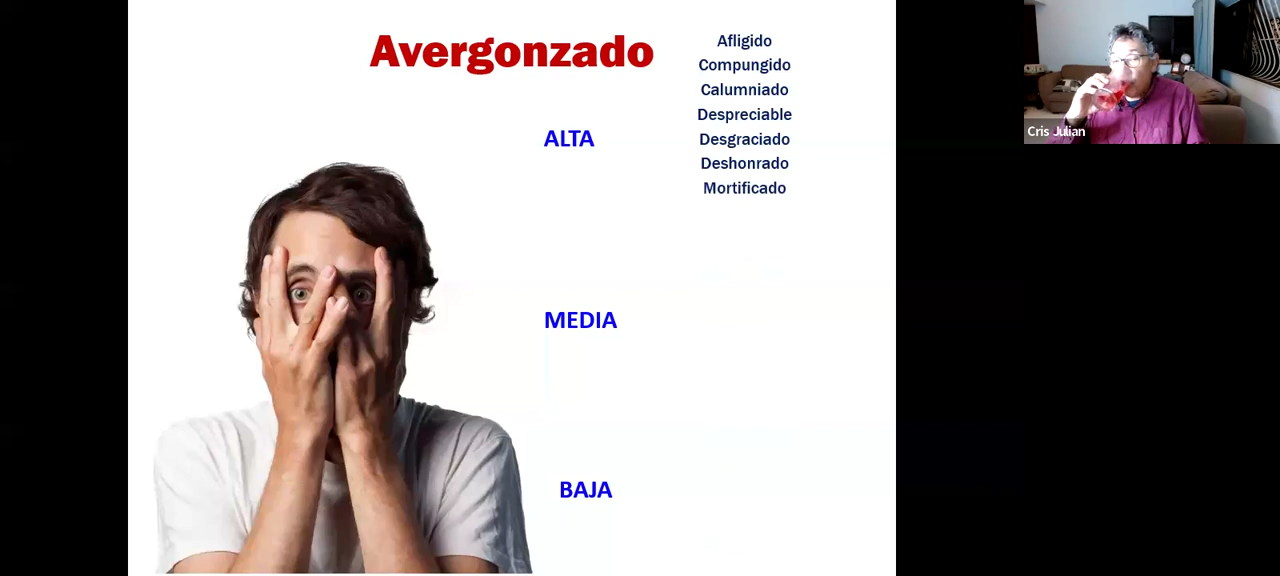 Avergonzado
ALTA
Afligido
Compungido
Calumniado
Despreciable
Desgraciado
Deshonrado
Mortificado
MEDIA
BAJA
Cris Julian